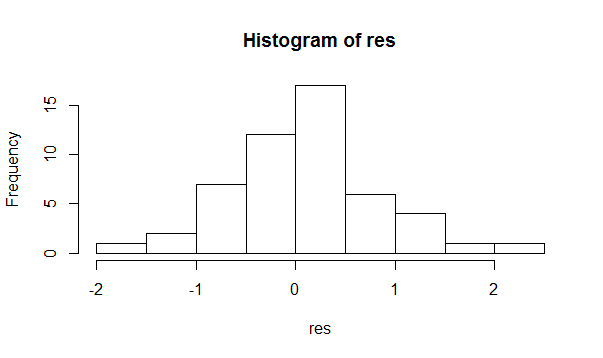 Histogram of res
Frequency
15
10
5
0
-2 -1 0 1 2
res